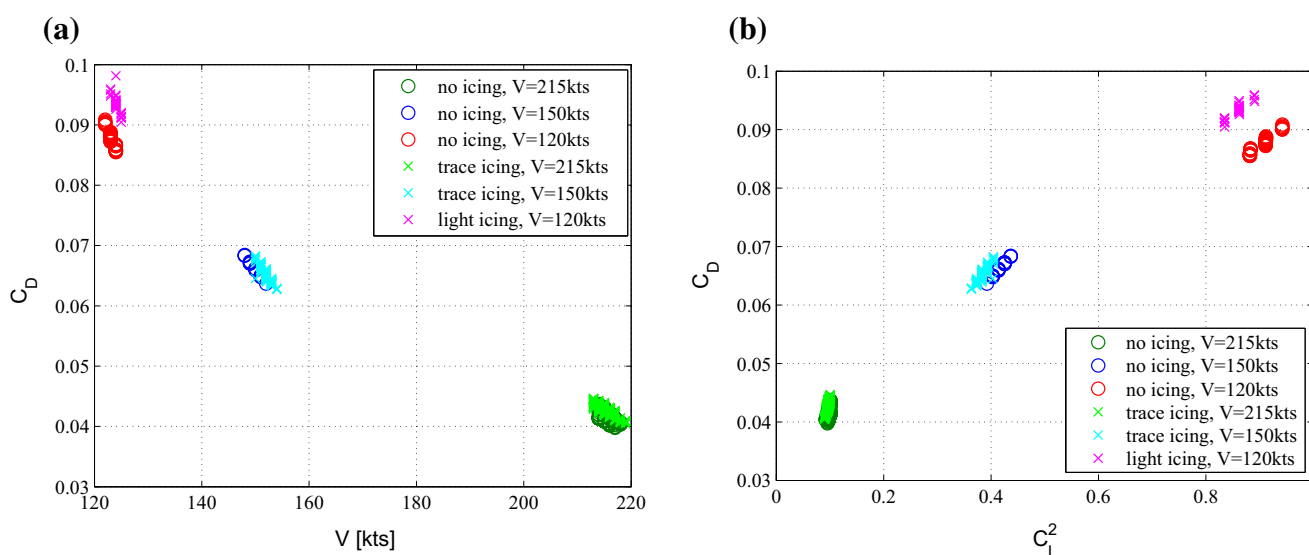 (a)
0.1
0.09
0.08
0.07
0.06
0.05
0.04
0.03
C_D
120 140 160 180 200 220
V [kts]
no icing, V=215kts
no icing, V=150kts
no icing, V=120kts
trace icing, V=215kts
trace icing, V=150kts
light icing, V=120kts
(b)
0.1
0.09
0.08
0.07
0.06
0.05
0.04
0.03
C_D
0 0.2 0.4 0.6 0.8
C_L^2
no icing, V=215kts
no icing, V=150kts
no icing, V=120kts
trace icing, V=215kts
trace icing, V=150kts
light icing, V=120kts